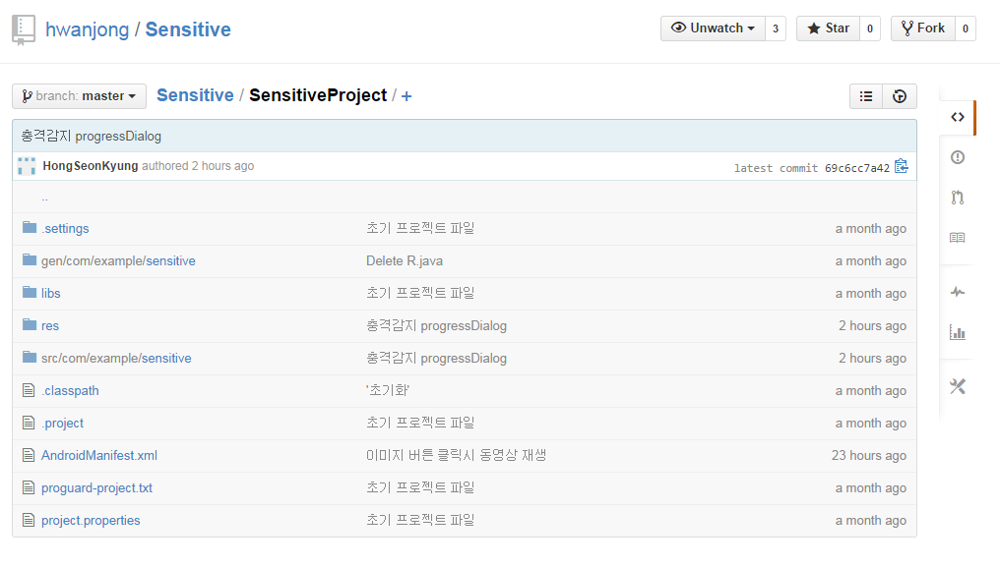 hwanjong / Sensitive
Unwatch 3 Star 0 Fork 0
branch: master Sensitive / SensitiveProject / +
충격감지 progressDialog
HongSeonKyung authored 2 hours ago latest commit 69c6cc7a42
..
.settings 초기 프로젝트 파일 a month ago
gen/com/example/sensitive Delete R.java a month ago
libs 초기 프로젝트 파일 a month ago
res 충격감지 progressDialog 2 hours ago
src/com/example/sensitive 충격감지 progressDialog 2 hours ago
.classpath '초기화' a month ago
.project 초기 프로젝트 파일 a month ago
AndroidManifest.xml 이미지 버튼 클릭시 동영상 재생 23 hours ago
proguard-project.txt 초기 프로젝트 파일 a month ago
project.properties 초기 프로젝트 파일 a month ago